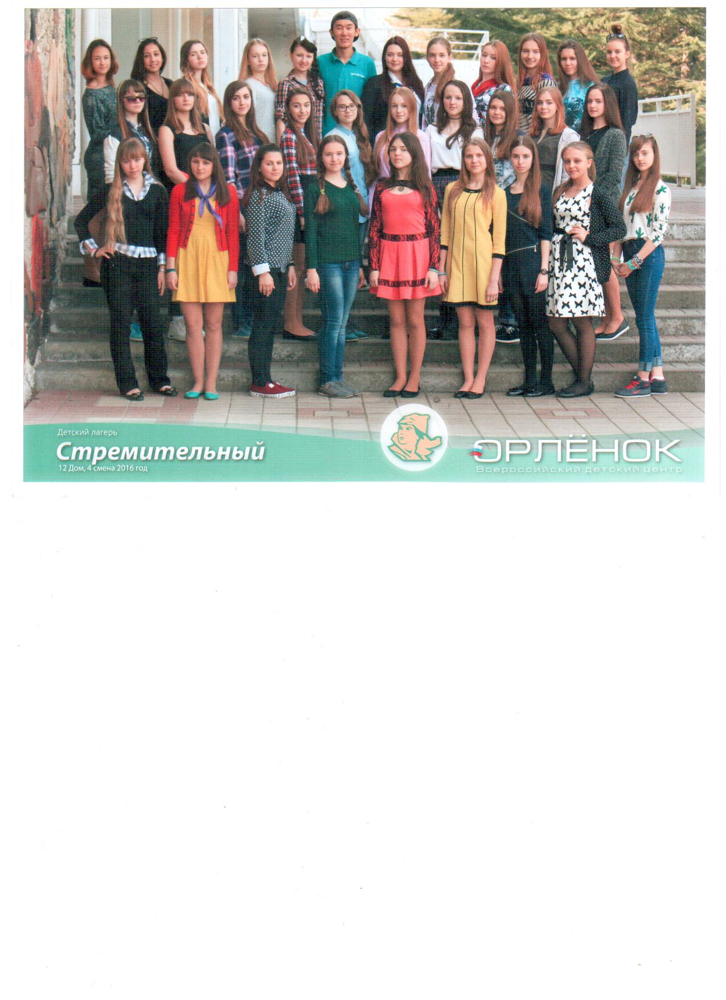 Детский лагерь
Стремительный
12 Дом, 4 смена 2016 год
ОРЛЁНОК
Всероссийский детский центр